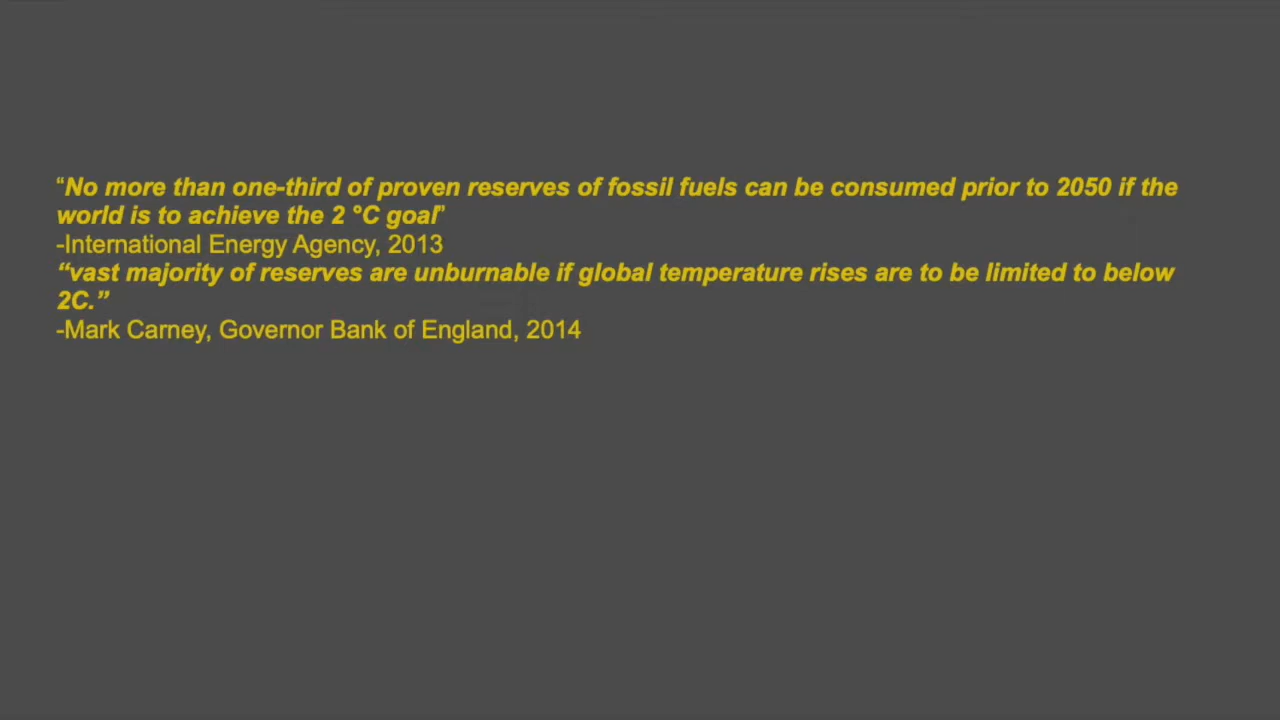 “No more than one-third of proven reserves of fossil fuels can be consumed prior to 2050 if the
world is to achieve the 2 °C goal”
-International Energy Agency, 2013
“vast majority of reserves are unburnable if global temperature rises are to be limited to below
2C.”
-Mark Carney, Governor Bank of England, 2014